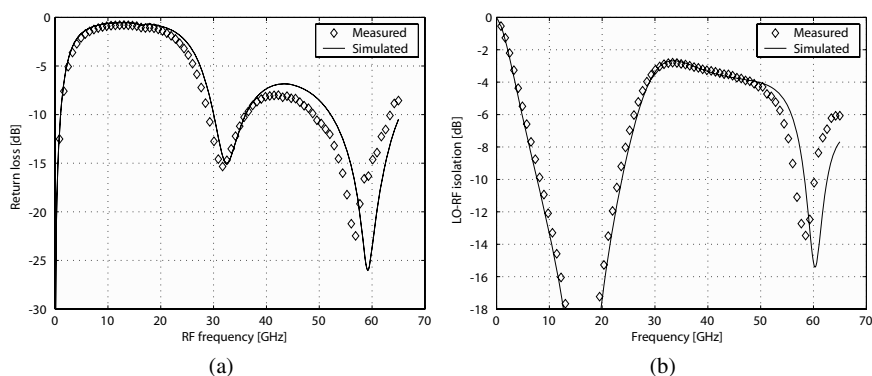 0
-5
-10
-15
-20
-25
-30
Return loss [dB]
0 10 20 30 40 50 60 70
RF frequency [GHz]
Measured
Simulated
(a)
0
-2
-4
-6
-8
-10
-12
-14
-16
-18
LO-RF isolation [dB]
0 10 20 30 40 50 60 70
Frequency [GHz]
Measured
Simulated
(b)